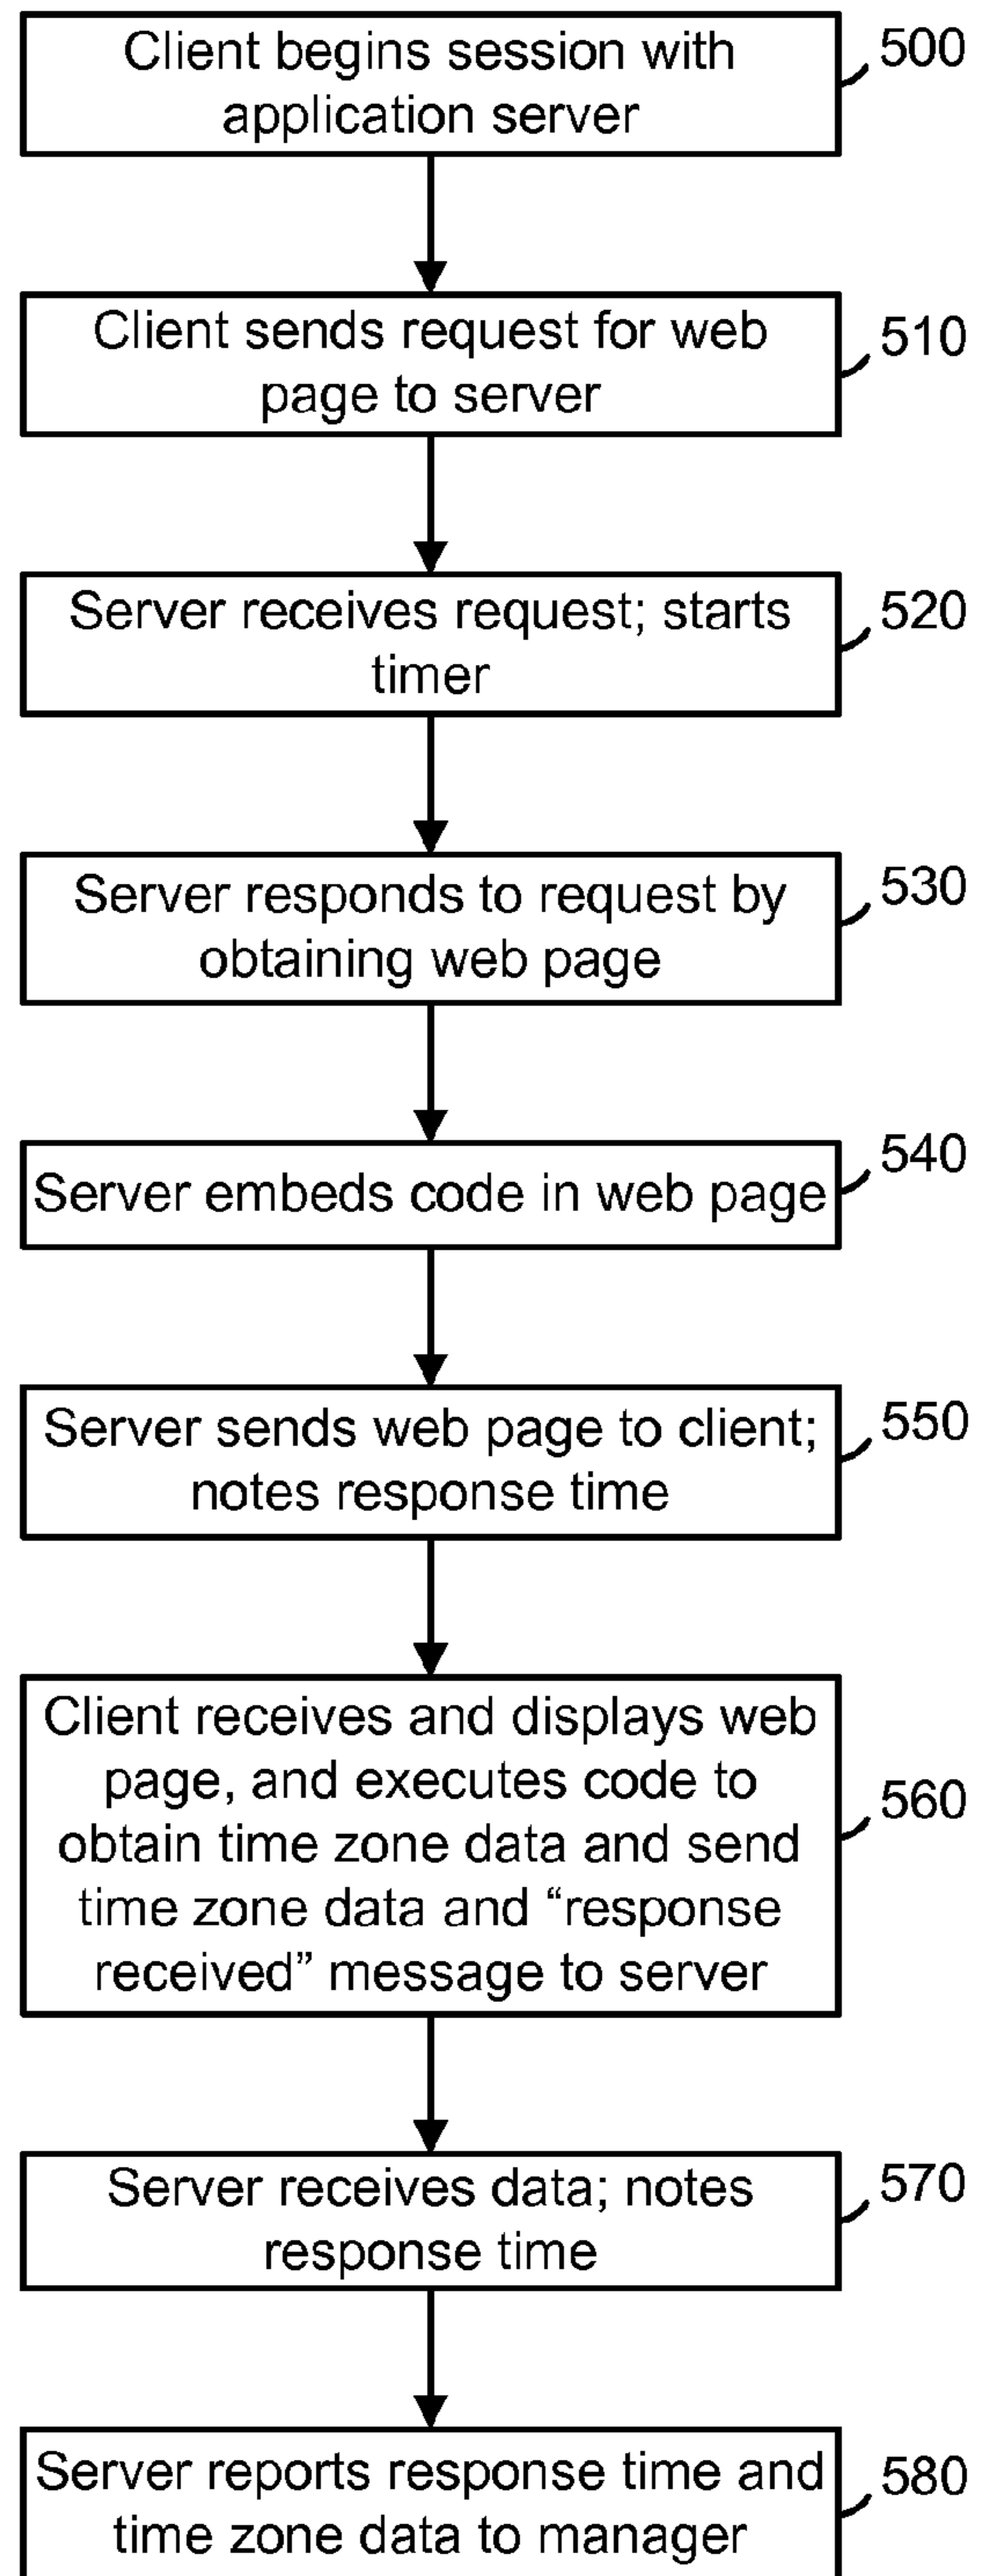 Client begins session with
application server
500
Client sends request for web
page to server
510
Server receives request; starts
timer
520
Server responds to request by
obtaining web page
530
Server embeds code in web page
540
Server sends web page to client;
notes response time
550
Client receives and displays web
page, and executes code to
obtain time zone data and send
time zone data and “response
received” message to server
560
Server receives data; notes
response time
570
Server reports response time and
time zone data to manager
580